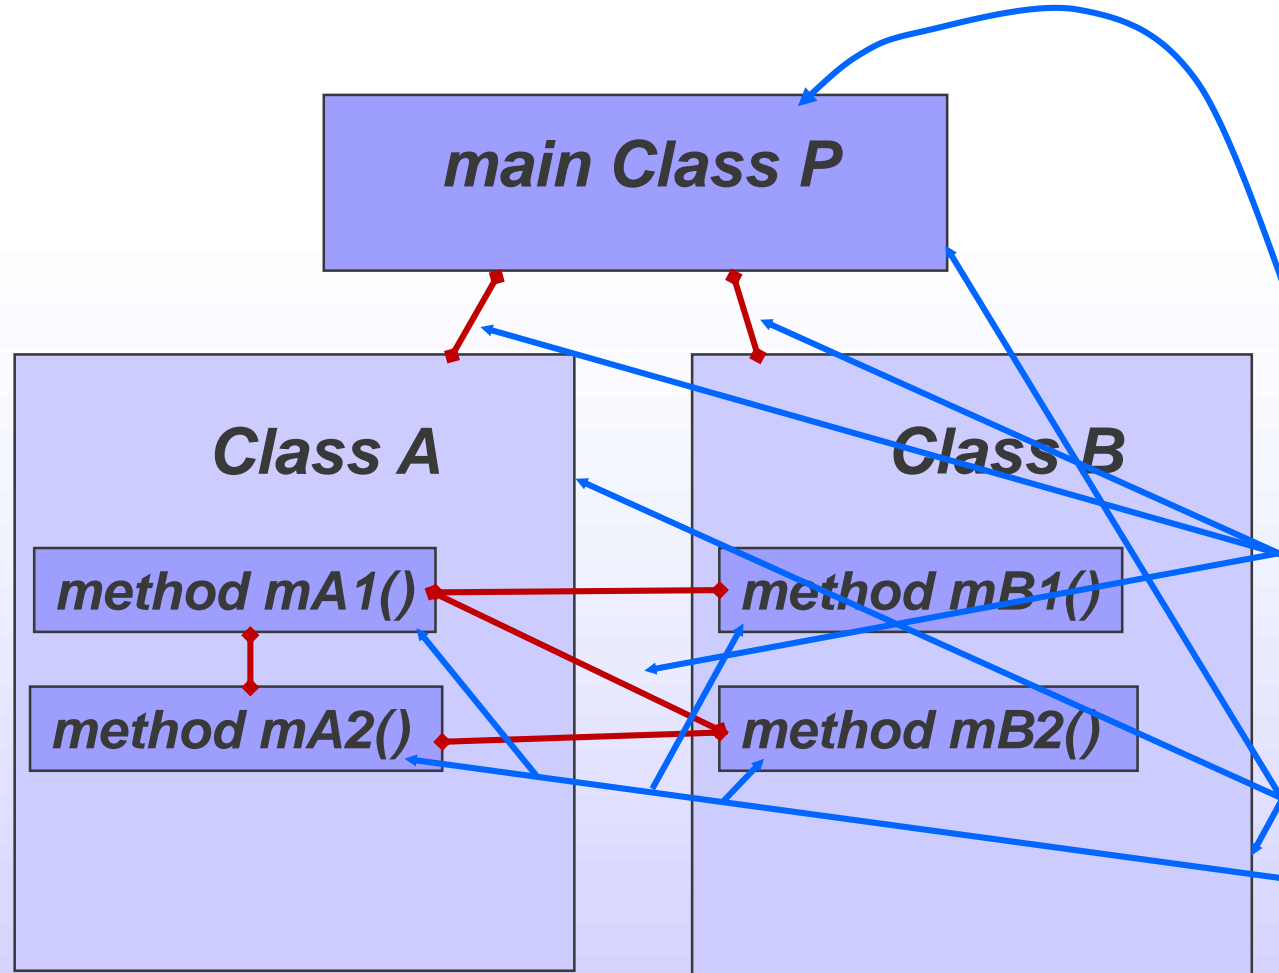 main Class P
Class A
Class B
method mA1()
method mB1()
method mA2()
method mB2()